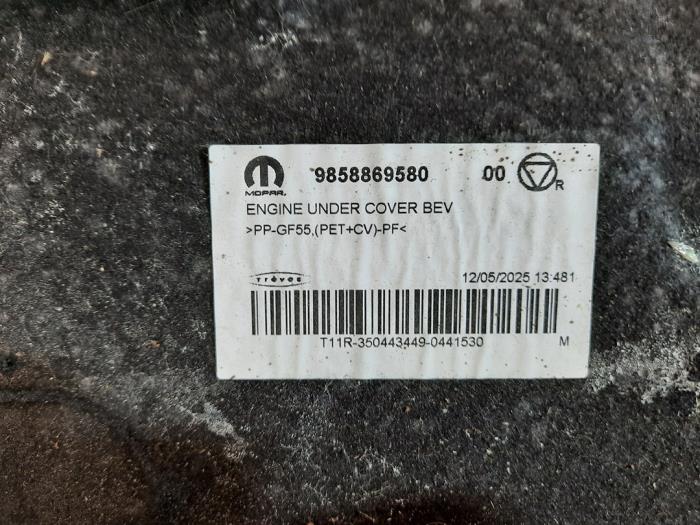 MOPAR.
9858869580
00
R
ENGINE UNDER COVER BEV
>PP-GF55,(PET+CV)-PF<
Trèves
12/05/2025 13:481
T11R-350443449-0441530
M